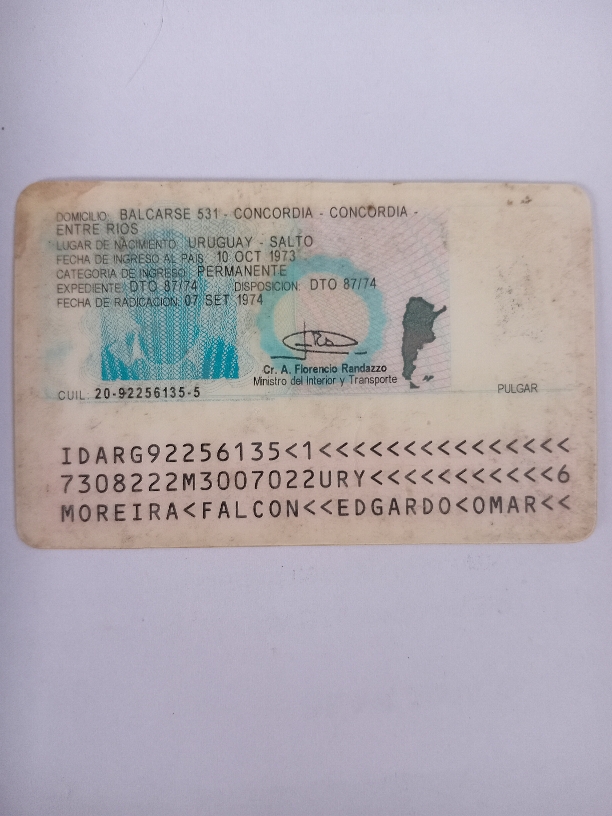 DOMICILIO: BALCARSE 531 - CONCORDIA - CONCORDIA -
ENTRE RIOS
LUGAR DE NACIMIENTO: URUGUAY - SALTO
FECHA DE INGRESO AL PAIS: 10 OCT 1973
CATEGORIA DE INGRESO: PERMANENTE
EXPEDIENTE: DTO 87/74 DISPOSICION: DTO 87/74
FECHA DE RADICACION: 07 SET 1974
Cr. A. Florencio Randazzo
Ministro del Interior y Transporte
CUIL: 20-92256135-5
PULGAR
IDARG92256135<1<<<<<<<<<<<<<<<
7308222M3007022URY<<<<<<<<<<<6
MOREIRA<FALCON<<EDGARDO<OMAR<<